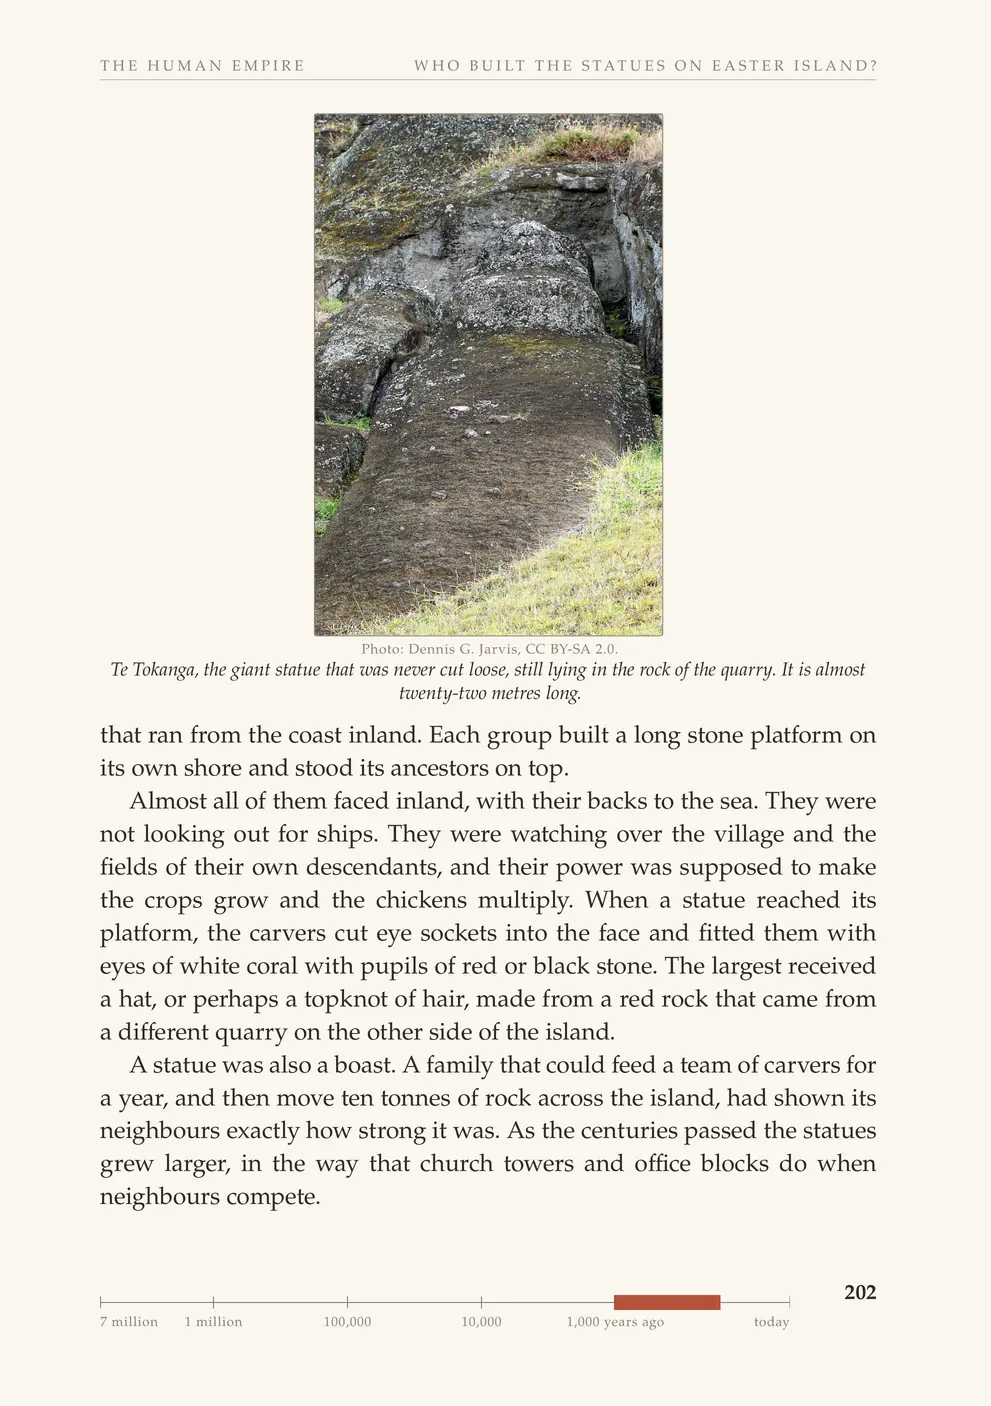 THE HUMAN EMPIRE
WHO BUILT THE STATUES ON EASTER ISLAND?
Photo: Dennis G. Jarvis, CC BY-SA 2.0.
Te Tokanga, the giant statue that was never cut loose, still lying in the rock of the quarry. It is almost
twenty-two metres long.
that ran from the coast inland. Each group built a long stone platform on
its own shore and stood its ancestors on top.
Almost all of them faced inland, with their backs to the sea. They were
not looking out for ships. They were watching over the village and the
fields of their own descendants, and their power was supposed to make
the crops grow and the chickens multiply. When a statue reached its
platform, the carvers cut eye sockets into the face and fitted them with
eyes of white coral with pupils of red or black stone. The largest received
a hat, or perhaps a topknot of hair, made from a red rock that came from
a different quarry on the other side of the island.
A statue was also a boast. A family that could feed a team of carvers for
a year, and then move ten tonnes of rock across the island, had shown its
neighbours exactly how strong it was. As the centuries passed the statues
grew larger, in the way that church towers and office blocks do when
neighbours compete.
202
7 million 1 million 100,000 10,000 1,000 years ago today